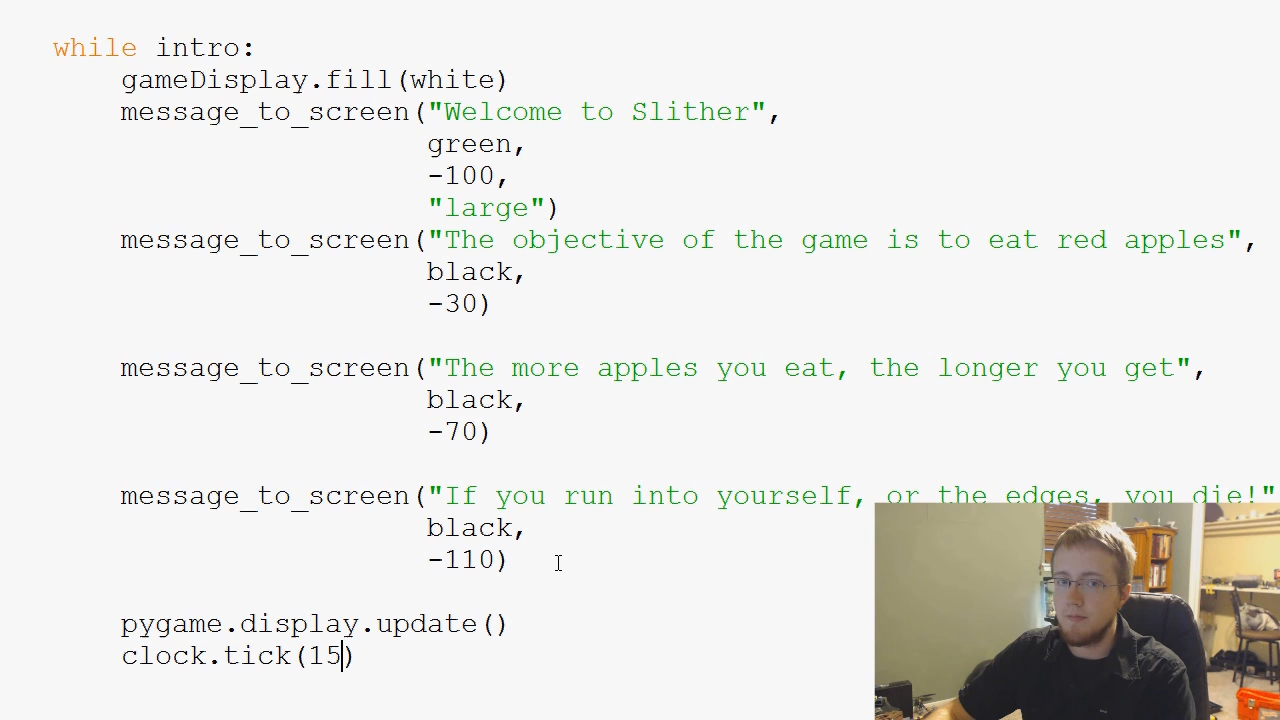 while intro:
gameDisplay.fill(white)
message_to_screen("Welcome to Slither",
green,
-100,
"large")
message_to_screen("The objective of the game is to eat red apples",
black,
-30)
message_to_screen("The more apples you eat, the longer you get",
black,
-70)
message_to_screen("If you run into yourself, or the edges, you die!"
black,
-110)
pygame.display.update()
clock.tick(15)